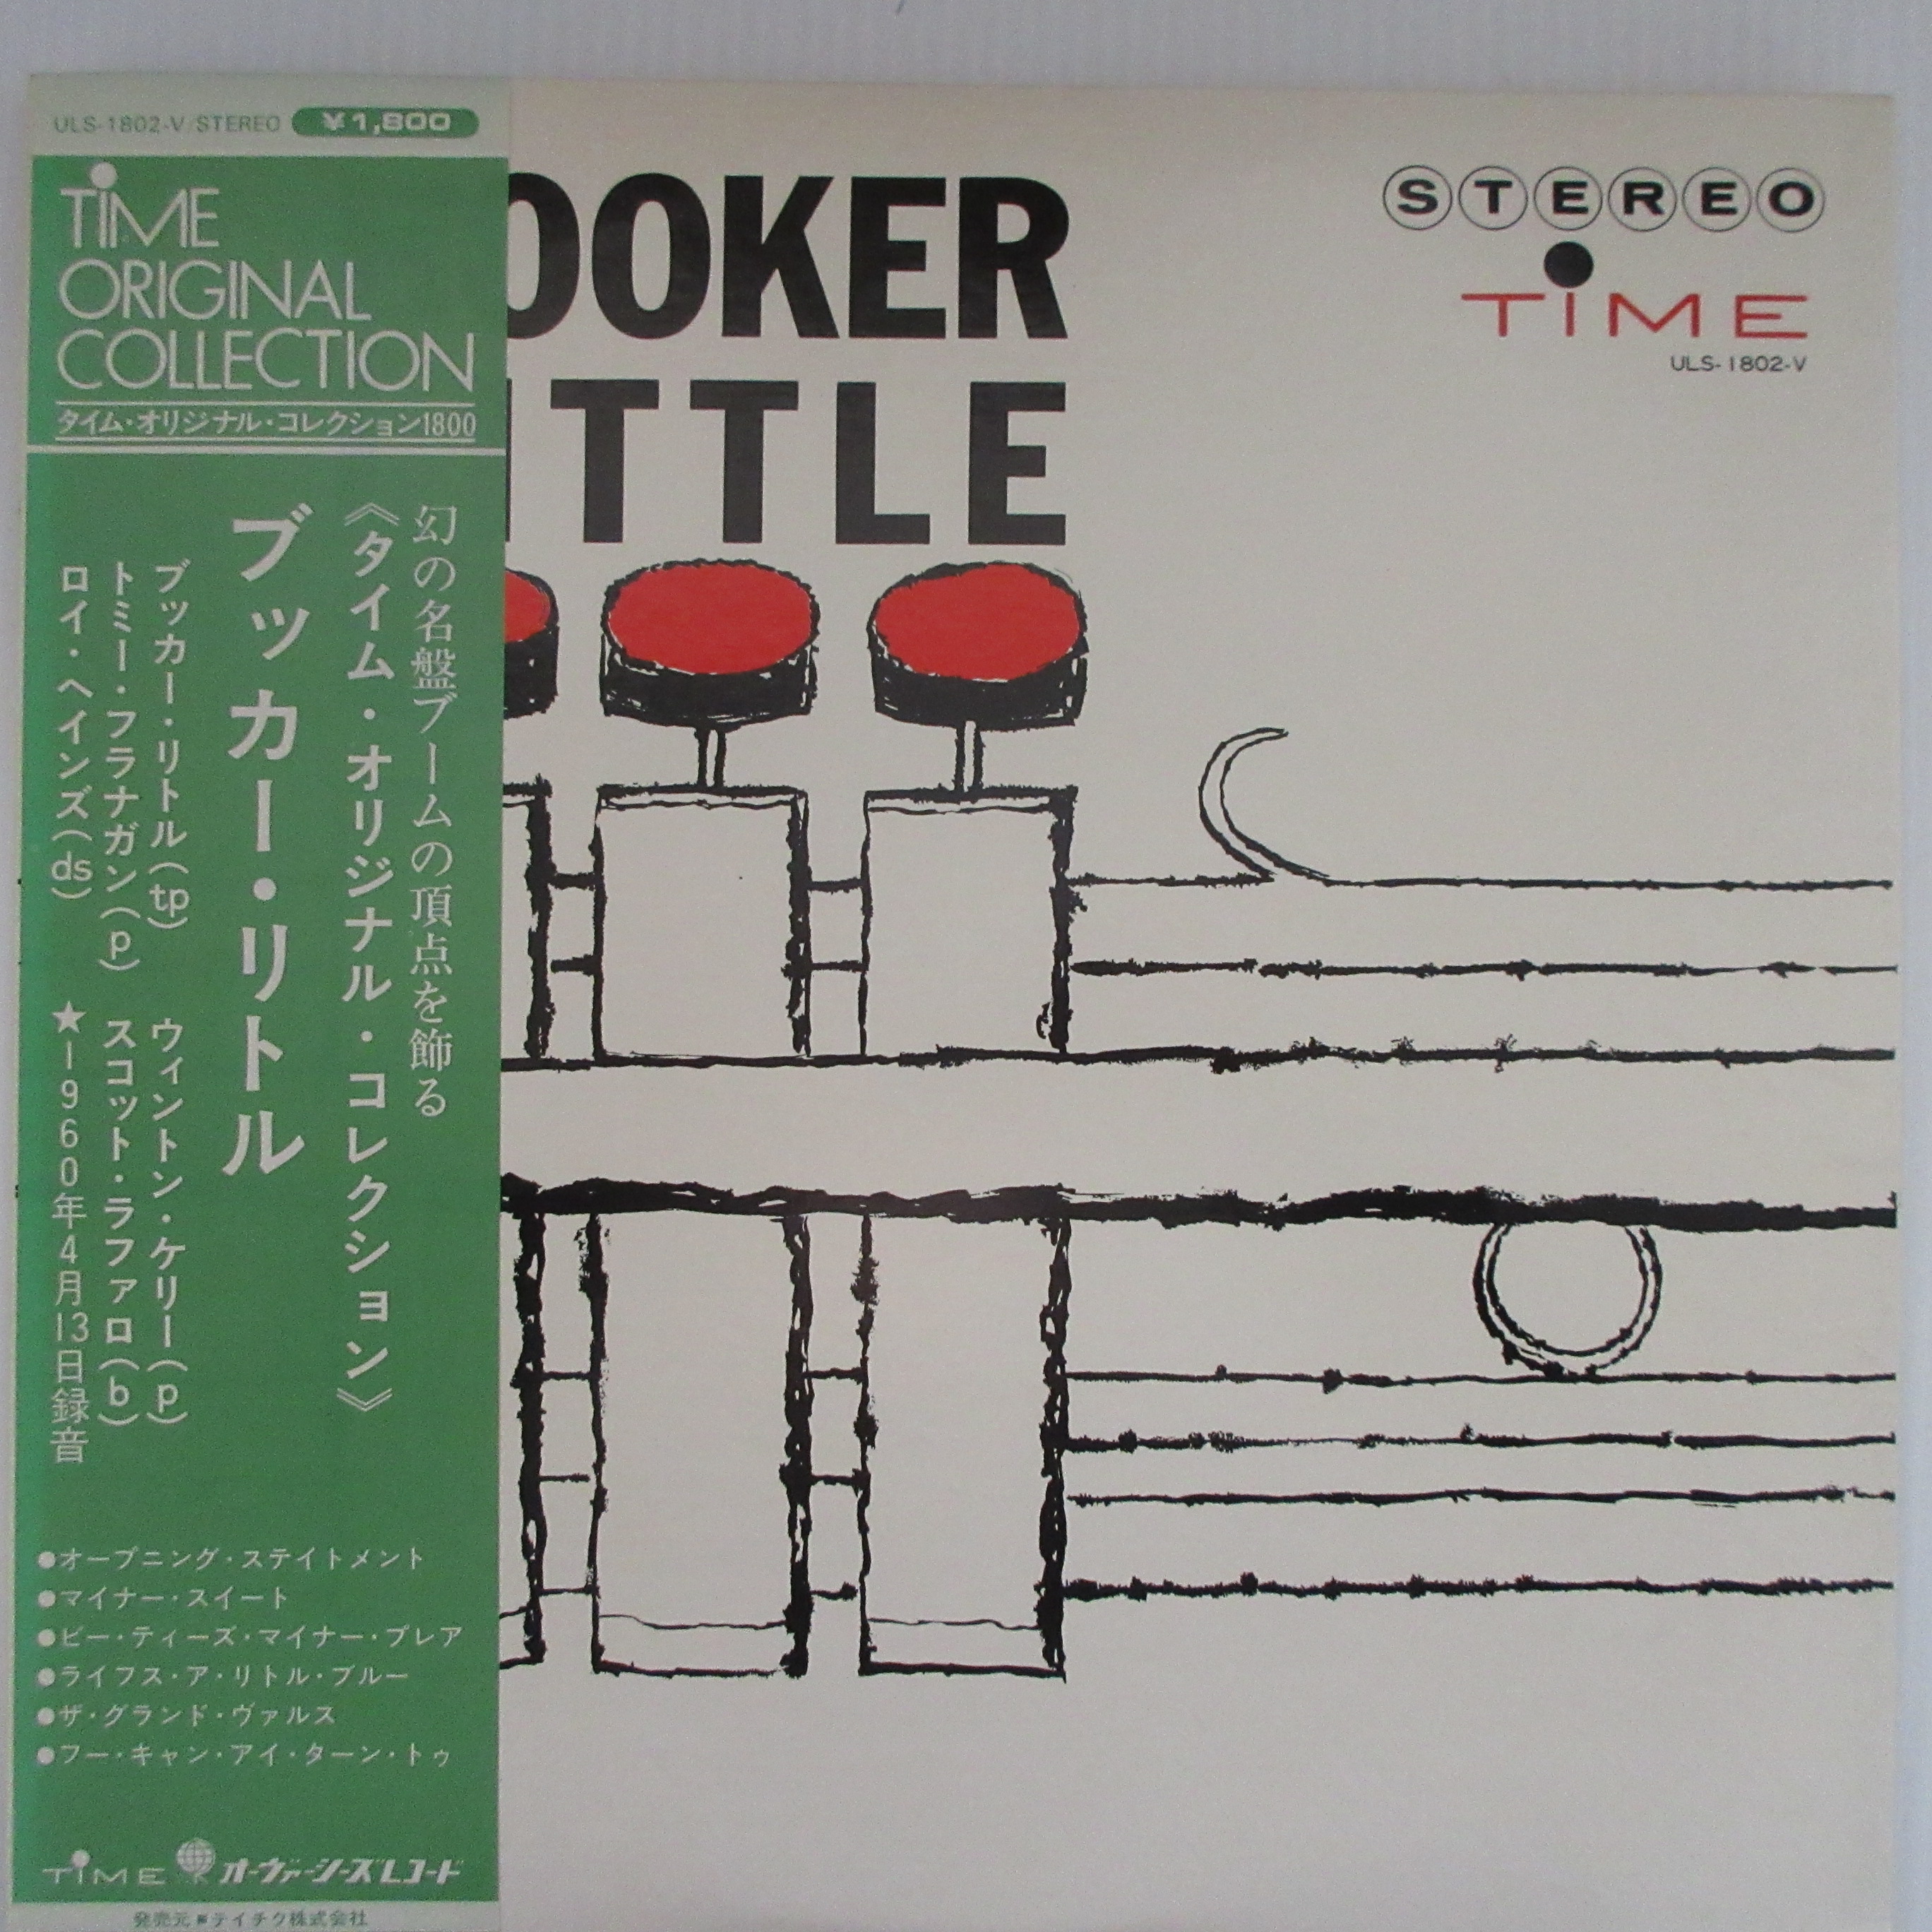 ULS-1802-V/STEREO ¥1,800
TIME
ORIGINAL
COLLECTION
タイム・オリジナル・コレクション1800
幻の名盤ブームの頂点を飾る
《タイム・オリジナル・コレクション》
ブッカー・リトル
ブッカー・リトル(tp) ウィントン・ケリー(p)
トミー・フラナガン(p) スコット・ラファロ(b)
ロイ・ヘインズ(ds) ★1960年4月13日録音
●オープニング・ステイトメント
●マイナー・スイート
●ビー・ティーズ・マイナー・プレア
●ライフス・ア・リトル・ブルー
●ザ・グランド・ヴァルス
●フー・キャン・アイ・ターン・トゥ
TIME オーヴァーシーズレコード
発売元 テイチク株式会社
OOKER
ITTLE
STEREO
TIME
ULS-1802-V